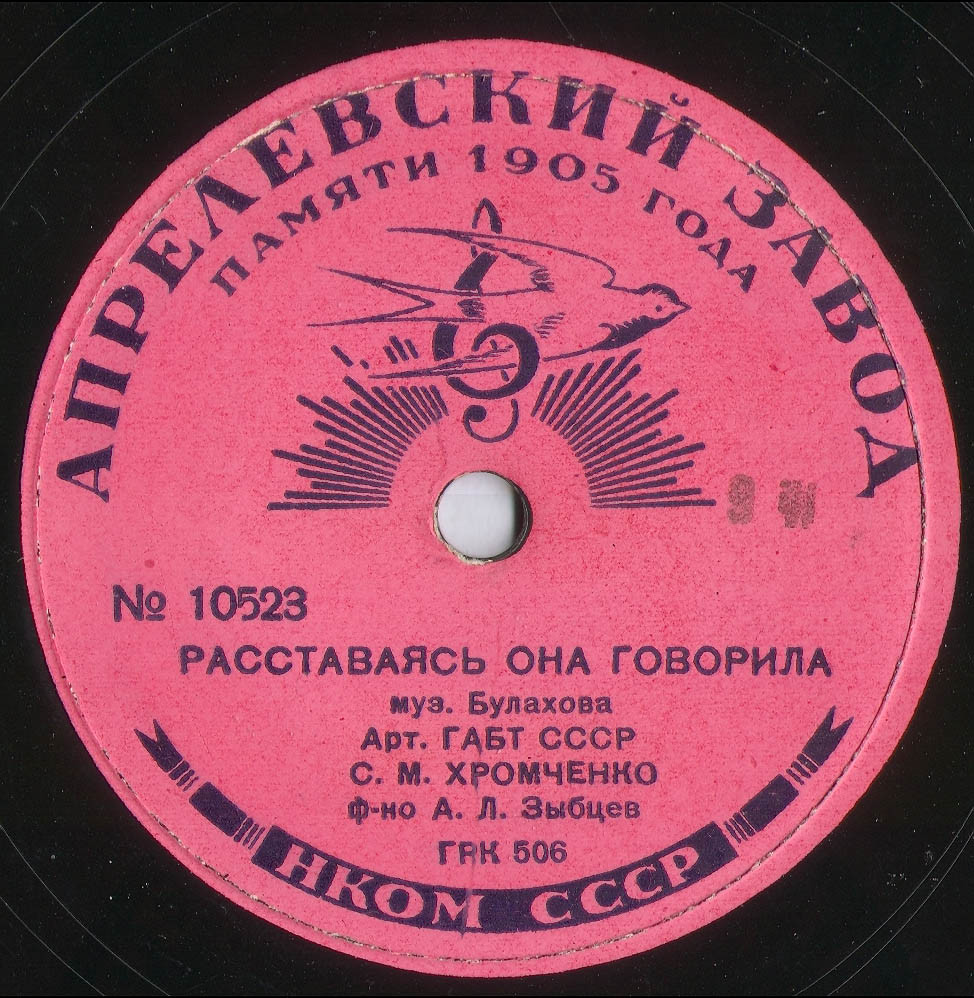 АПРЕЛЕВСКИЙ ЗАВОД
ПАМЯТИ 1905 ГОДА
№ 10523
РАССТАВАЯСЬ ОНА ГОВОРИЛА
муз. Булахова
Арт. ГАБТ СССР
С. М. ХРОМЧЕНКО
ф-но А. Л. Зыбцев
ГРК 506
НКОМ СССР